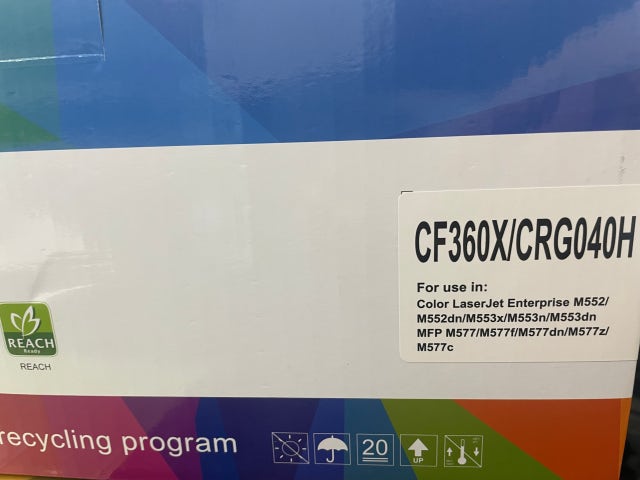 CF360X/CRG040H
For use in:
Color LaserJet Enterprise M552/
M552dn/M553x/M553n/M553dn
MFP M577/M577f/M577dn/M577z/
M577c
REACH
Ready
REACH
recycling program
20
UP